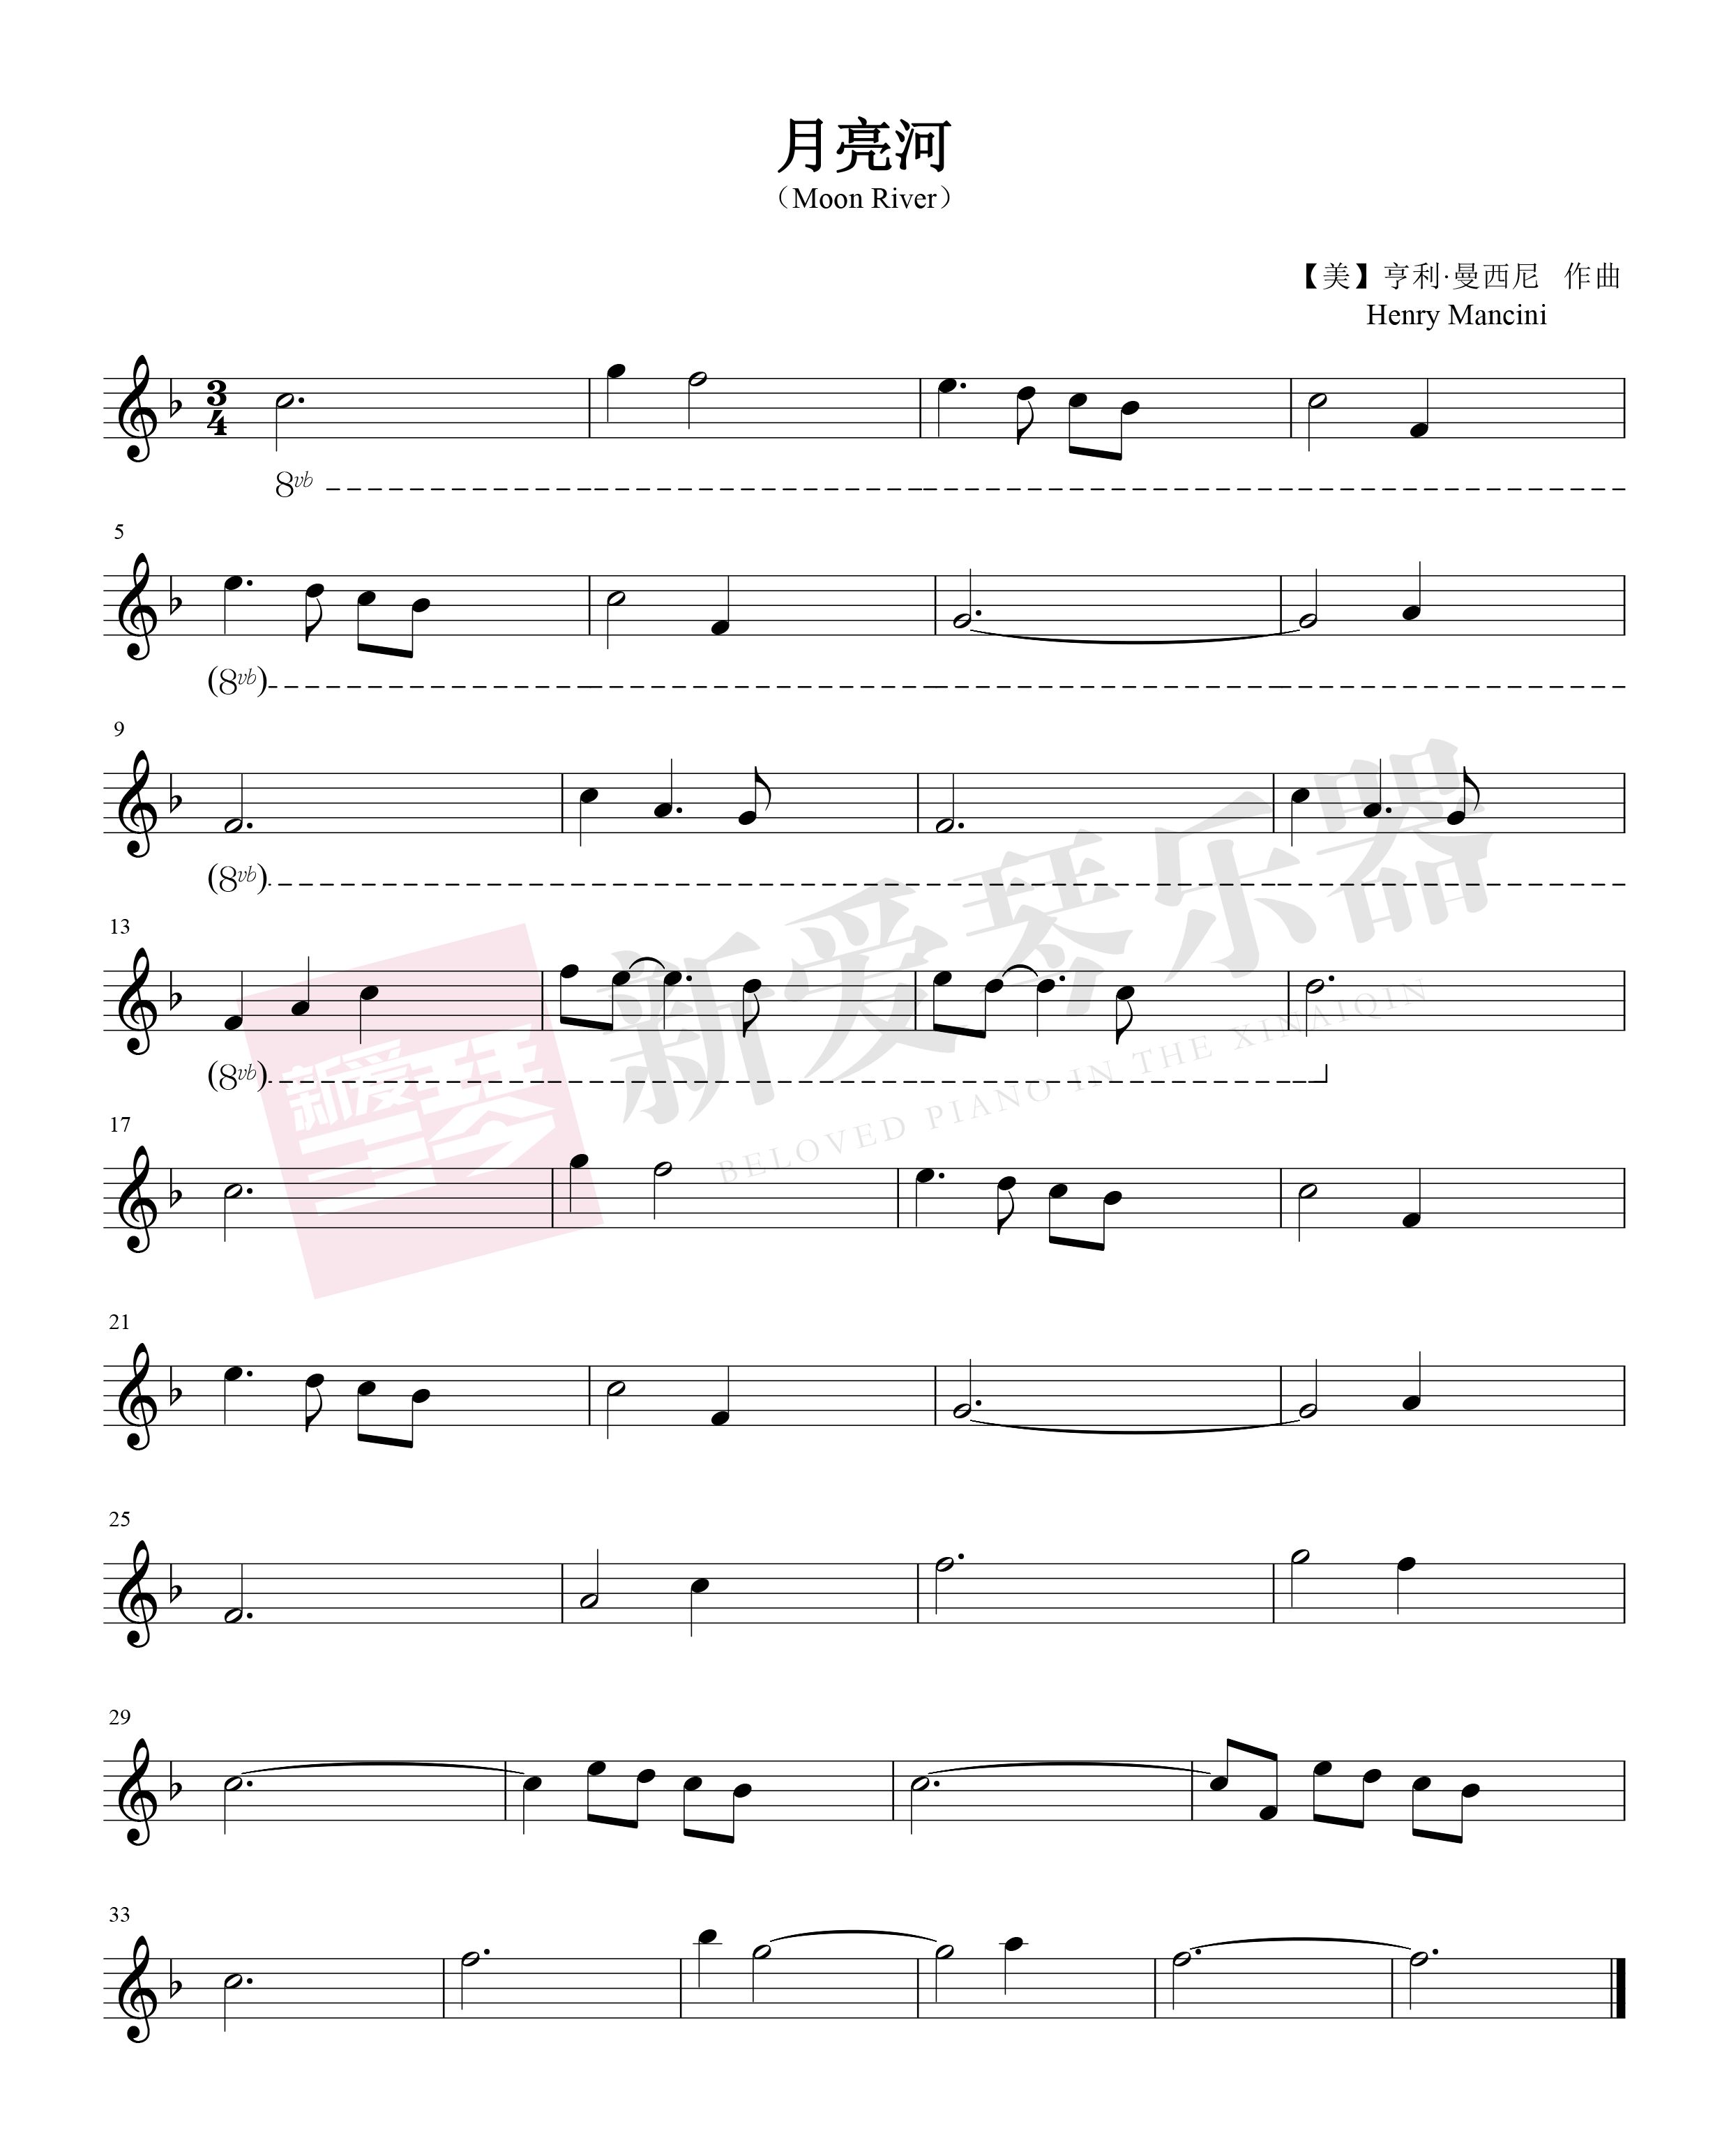 月亮河
（Moon River）
【美】亨利·曼西尼 作曲
Henry Mancini
3
4
8vb
5
(8vb)
9
(8vb)
新爱琴乐器
13
(8vb)
新爱琴
BELOVED PIANO IN THE XINAIQIN
17
21
25
29
33